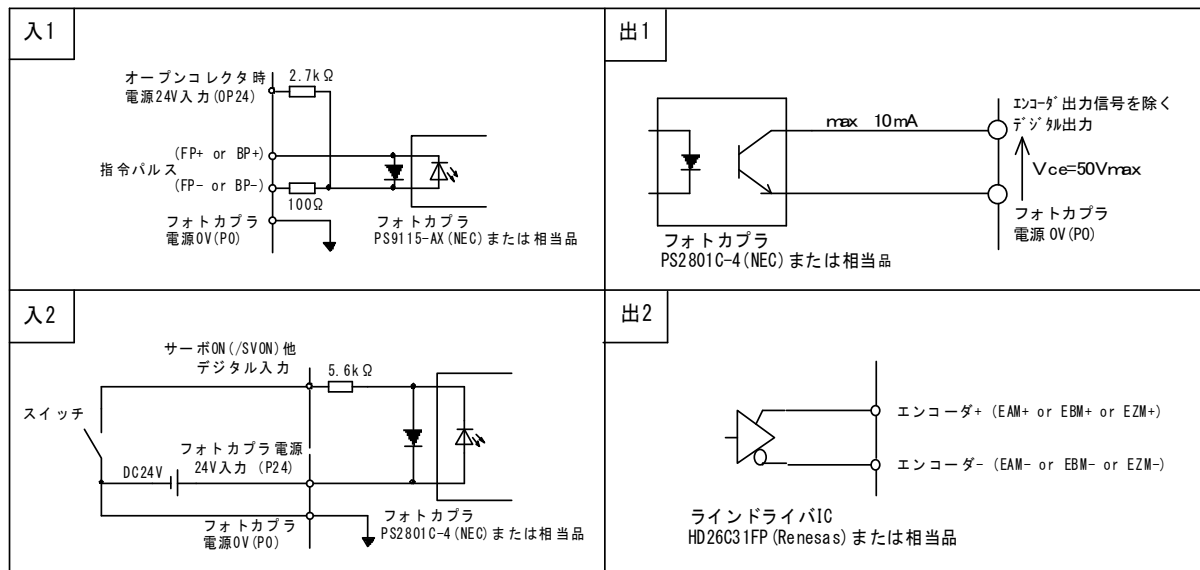 入1
オープンコレクタ時
電源24V入力(OP24)
2.7kΩ
指令パルス
(FP+ or BP+)
(FP- or BP-)
100Ω
フォトカプラ
電源0V(P0)
フォトカプラ
PS9115-AX(NEC)または相当品
出1
max 10mA
エンコーダ出力信号を除く
デジタル出力
Vce=50Vmax
フォトカプラ
電源 0V(P0)
フォトカプラ
PS2801C-4(NEC)または相当品
入2
サーボON(/SVON)他
デジタル入力
5.6kΩ
スイッチ
フォトカプラ電源
24V入力 (P24)
DC24V
フォトカプラ
電源0V(P0)
フォトカプラ
PS2801C-4(NEC)または相当品
出2
エンコーダ+ (EAM+ or EBM+ or EZM+)
エンコーダ- (EAM- or EBM- or EZM-)
ラインドライバIC
HD26C31FP(Renesas)または相当品